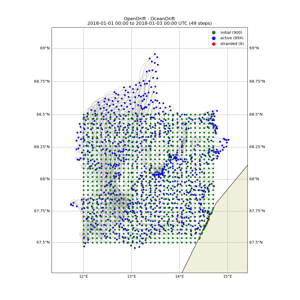 OpenDrift - OceanDrift
2018-01-01 00:00 to 2018-01-03 00:00 UTC (49 steps)
initial (900)
active (894)
stranded (6)
69°N
68.75°N
68.5°N
68.25°N
68°N
67.75°N
67.5°N
12°E
13°E
14°E
15°E
69°N
68.75°N
68.5°N
68.25°N
68°N
67.75°N
67.5°N